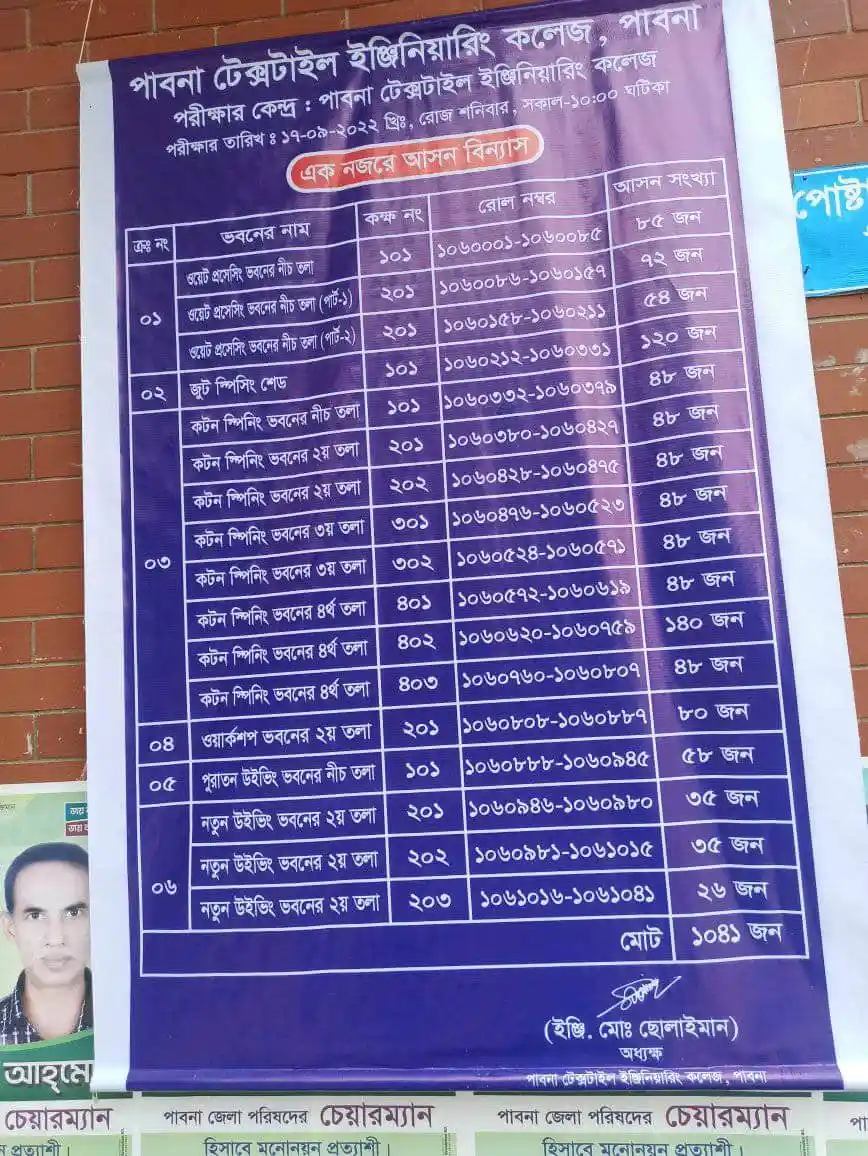 পাবনা টেক্সটাইল ইঞ্জিনিয়ারিং কলেজ, পাবনা
পরীক্ষার কেন্দ্র : পাবনা টেক্সটাইল ইঞ্জিনিয়ারিং কলেজ
পরীক্ষার তারিখ ঃ ১৭-০৯-২০২২ খ্রিঃ, রোজ শনিবার, সকাল-১০:০০ ঘটিকা
এক নজরে আসন বিন্যাস
ক্রঃ নং ভবনের নাম কক্ষ নং রোল নম্বর আসন সংখ্যা
০১ ওয়েট প্রসেসিং ভবনের নীচ তলা ১০১ ১০৬০০০১-১০৬০০৮৫ ৮৫ জন
ওয়েট প্রসেসিং ভবনের নীচ তলা (পার্ট-১) ২০১ ১০৬০০৮৬-১০৬০১৫৭ ৭২ জন
ওয়েট প্রসেসিং ভবনের নীচ তলা (পার্ট-২) ২০১ ১০৬০১৫৮-১০৬০২১১ ৫৪ জন
০২ জুট স্পিসিং শেড ১০১ ১০৬০২১২-১০৬০৩৩১ ১২০ জন
০৩ কটন স্পিনিং ভবনের নীচ তলা ১০১ ১০৬০৩৩২-১০৬০৩৭৯ ৪৮ জন
কটন স্পিনিং ভবনের ২য় তলা ২০১ ১০৬০৩৮০-১০৬০৪২৭ ৪৮ জন
কটন স্পিনিং ভবনের ২য় তলা ২০২ ১০৬০৪২৮-১০৬০৪৭৫ ৪৮ জন
কটন স্পিনিং ভবনের ৩য় তলা ৩০১ ১০৬০৪৭৬-১০৬০৫২৩ ৪৮ জন
কটন স্পিনিং ভবনের ৩য় তলা ৩০২ ১০৬০৫২৪-১০৬০৫৭১ ৪৮ জন
কটন স্পিনিং ভবনের ৪র্থ তলা ৪০১ ১০৬০৫৭২-১০৬০৬১৯ ৪৮ জন
কটন স্পিনিং ভবনের ৪র্থ তলা ৪০২ ১০৬০৬২০-১০৬০৭৫৯ ১৪০ জন
কটন স্পিনিং ভবনের ৪র্থ তলা ৪০৩ ১০৬০৭৬০-১০৬০৮০৭ ৪৮ জন
০৪ ওয়ার্কশপ ভবনের ২য় তলা ২০১ ১০৬০৮০৮-১০৬০৮৮৭ ৮০ জন
০৫ পুরাতন উইভিং ভবনের নীচ তলা ১০১ ১০৬০৮৮৮-১০৬০৯৪৫ ৫৮ জন
০৬ নতুন উইভিং ভবনের ২য় তলা ২০১ ১০৬০৯৪৬-১০৬০৯৮০ ৩৫ জন
নতুন উইভিং ভবনের ২য় তলা ২০২ ১০৬০৯৮১-১০৬১০১৫ ৩৫ জন
নতুন উইভিং ভবনের ২য় তলা ২০৩ ১০৬১০১৬-১০৬১০৪১ ২৬ জন
মোট ১০৪১ জন
(ইঞ্জি. মোঃ ছোলাইমান)
অধ্যক্ষ
পাবনা টেক্সটাইল ইঞ্জিনিয়ারিং কলেজ, পাবনা
পোষ্টা
আহমে
চেয়ারম্যান
পাবনা জেলা পরিষদের চেয়ারম্যান
পাবনা জেলা পরিষদের চেয়ারম্যান
প্রত্যাশী।
হিসাবে মনোনয়ন প্রত্যাশী।
হিসাবে মনোনয়ন প্রত্যাশী।